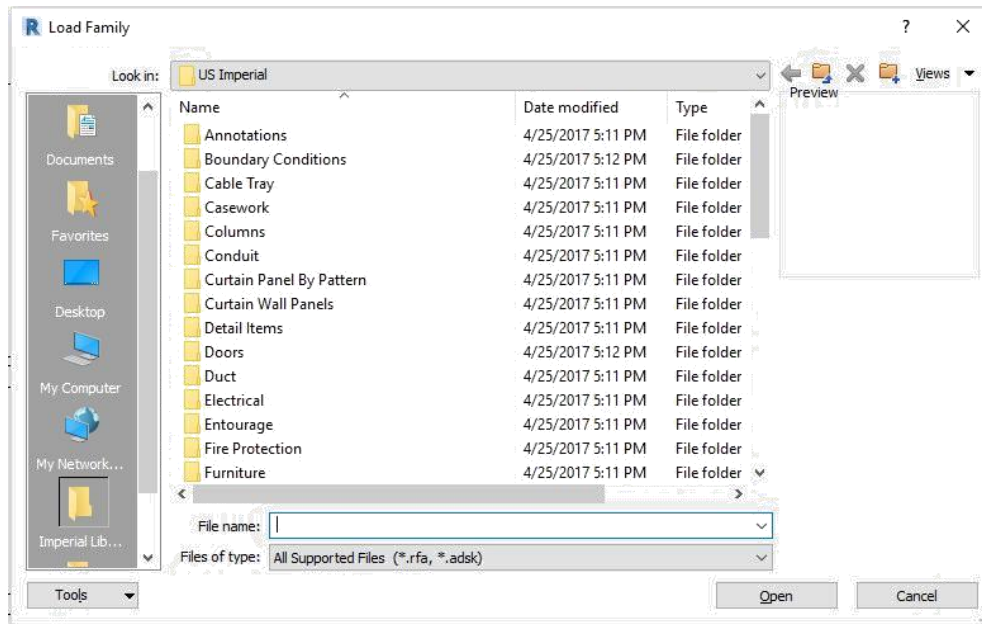 Load Family
Look in: US Imperial Views
Preview
Name Date modified Type
Annotations 4/25/2017 5:11 PM File folder
Boundary Conditions 4/25/2017 5:12 PM File folder
Cable Tray 4/25/2017 5:11 PM File folder
Casework 4/25/2017 5:11 PM File folder
Columns 4/25/2017 5:11 PM File folder
Conduit 4/25/2017 5:11 PM File folder
Curtain Panel By Pattern 4/25/2017 5:11 PM File folder
Curtain Wall Panels 4/25/2017 5:11 PM File folder
Detail Items 4/25/2017 5:11 PM File folder
Doors 4/25/2017 5:12 PM File folder
Duct 4/25/2017 5:11 PM File folder
Electrical 4/25/2017 5:11 PM File folder
Entourage 4/25/2017 5:11 PM File folder
Fire Protection 4/25/2017 5:11 PM File folder
Furniture 4/25/2017 5:11 PM File folder
Documents
Favorites
Desktop
My Computer
My Network...
Imperial Lib...
File name:
Files of type: All Supported Files (*.rfa, *.adsk)
Tools Open Cancel